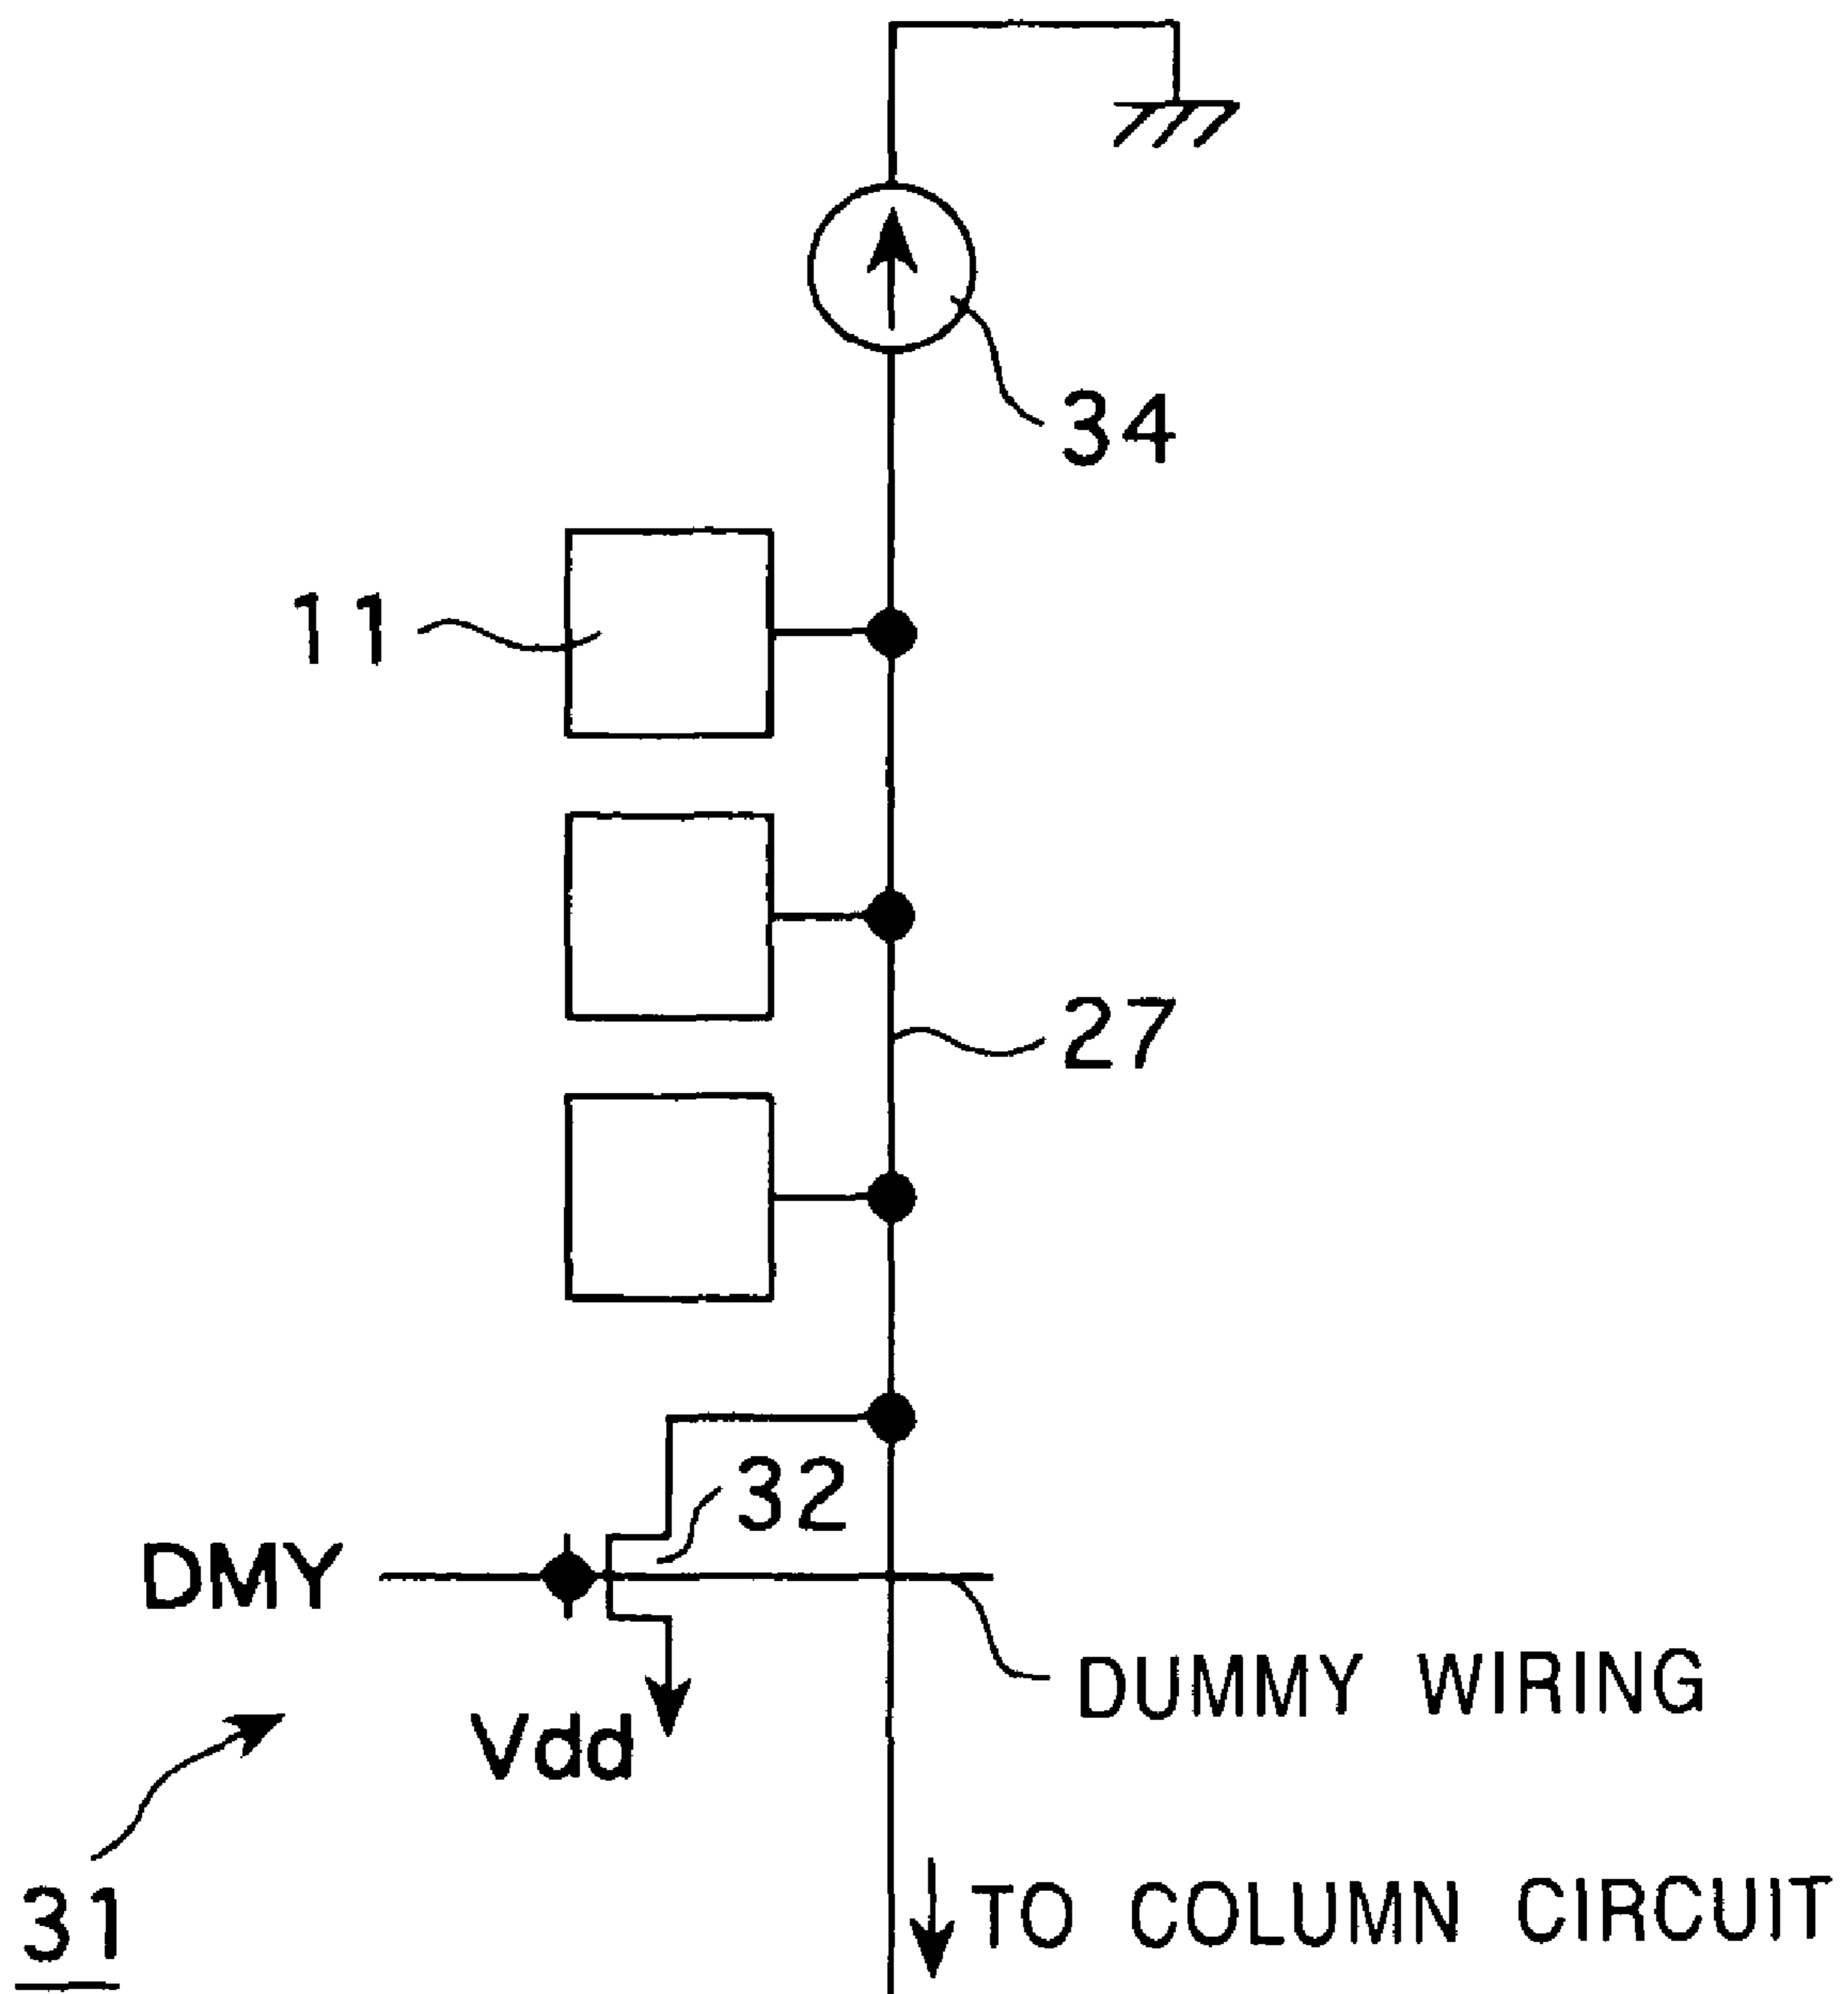 34
11
27
32
DMY
DUMMY WIRING
Vdd
31
TO COLUMN CIRCUIT